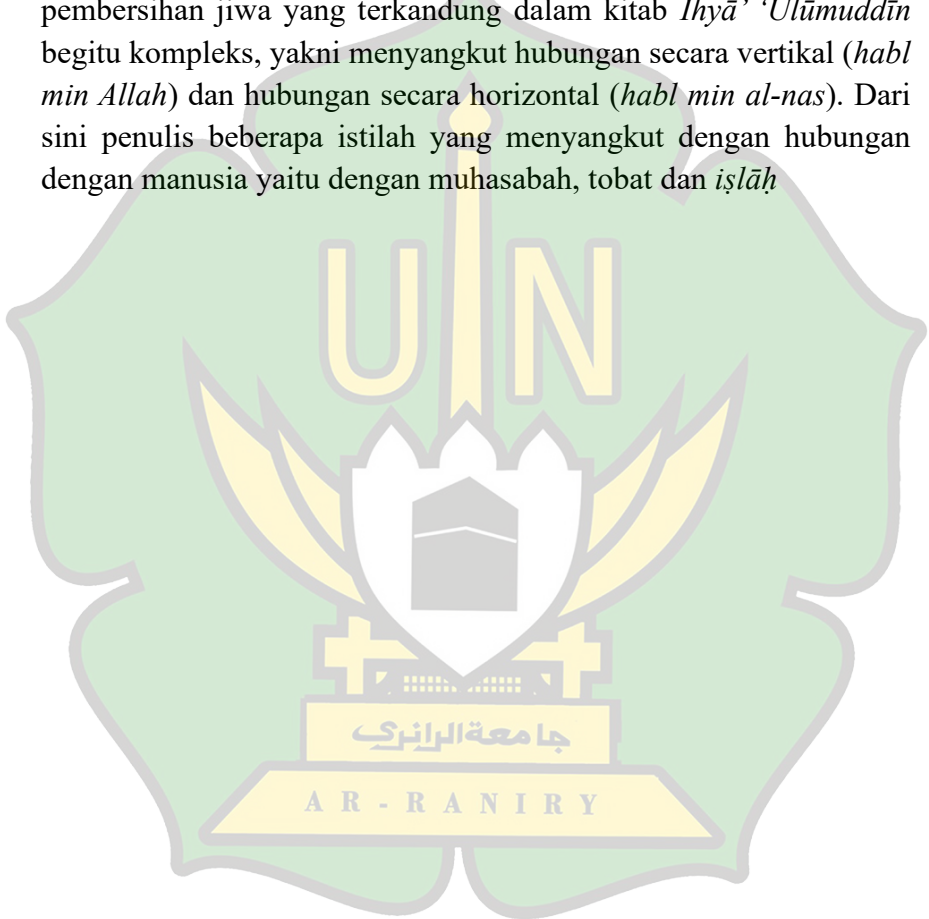 pembersihan jiwa yang terkandung dalam kitab Ihyā’ ‘Ulūmuddīn
begitu kompleks, yakni menyangkut hubungan secara vertikal (habl
min Allah) dan hubungan secara horizontal (habl min al-nas). Dari
sini penulis beberapa istilah yang menyangkut dengan hubungan
dengan manusia yaitu dengan muhasabah, tobat dan iṣlāḥ
UIN
جامعة الرانري
AR-RANIRY